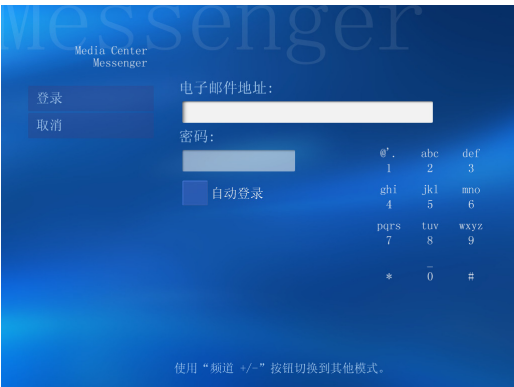 Messenger
Media Center
Messenger
登录
取消
电子邮件地址:
密码:
自动登录
@'. abc def
1 2 3
ghi jkl mno
4 5 6
pqrs tuv wxyz
7 8 9
_
* 0 #
使用“频道 +/-”按钮切换到其他模式。